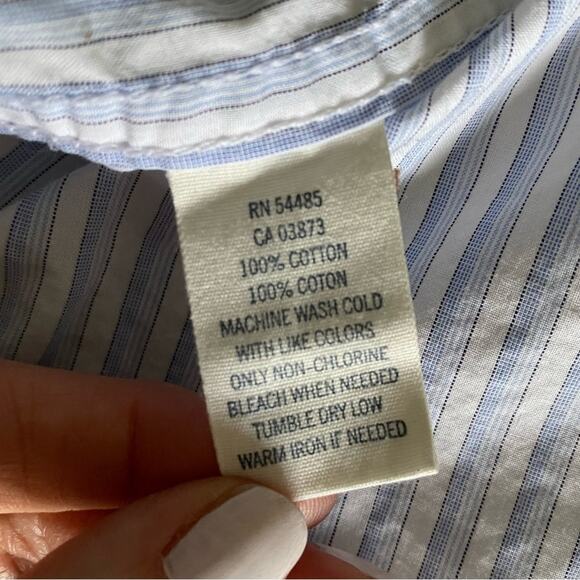 RN 54485
CA 03873
100% COTTON
100% COTON
MACHINE WASH COLD
WITH LIKE COLORS
ONLY NON-CHLORINE
BLEACH WHEN NEEDED
TUMBLE DRY LOW
WARM IRON IF NEEDED